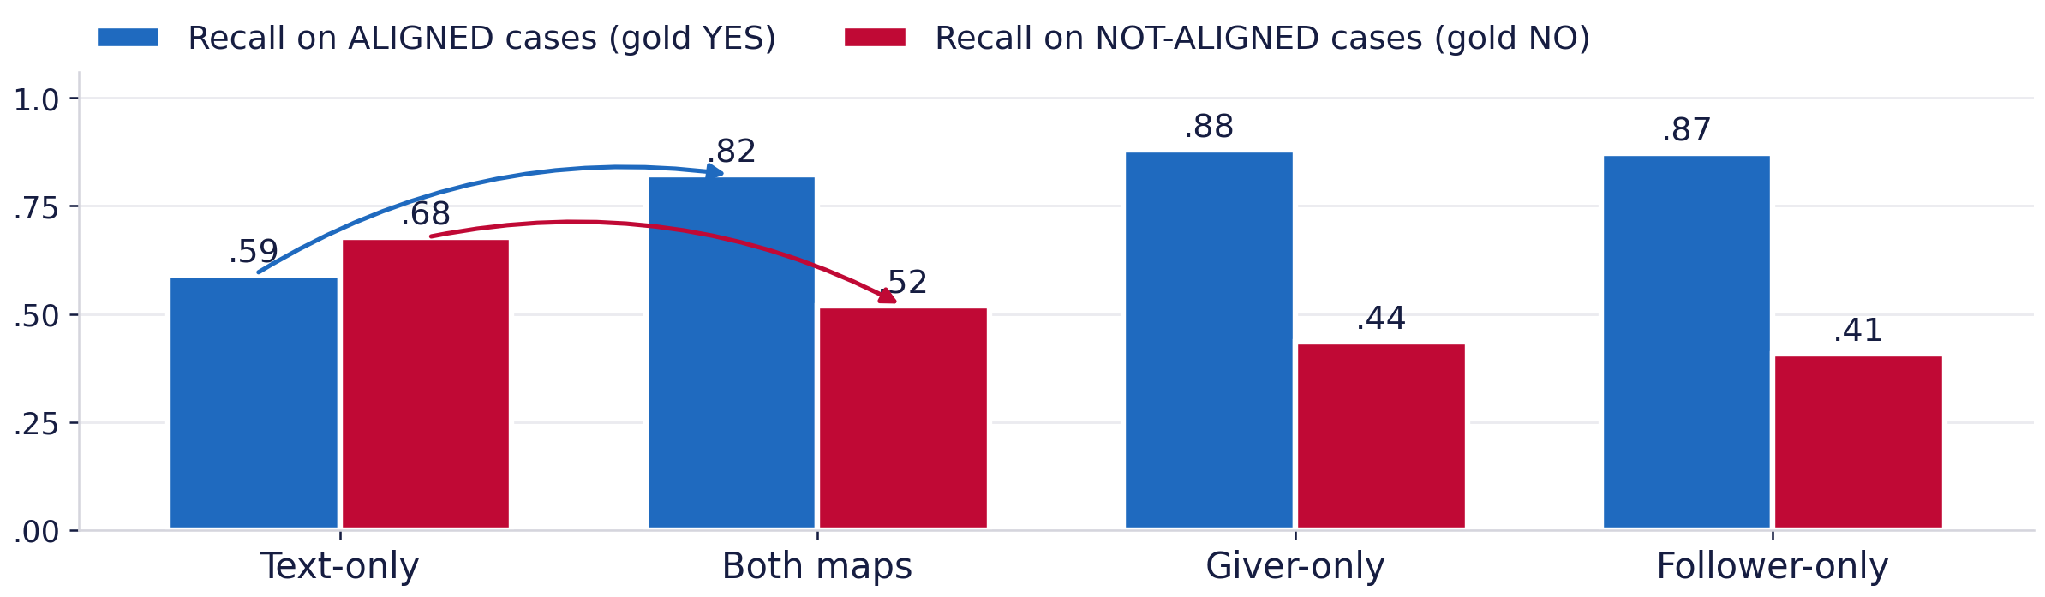 Recall on ALIGNED cases (gold YES) Recall on NOT-ALIGNED cases (gold NO)
1.0
.75
.50
.25
.00
.59 .68 .82 .52 .88 .44 .87 .41
Text-only Both maps Giver-only Follower-only